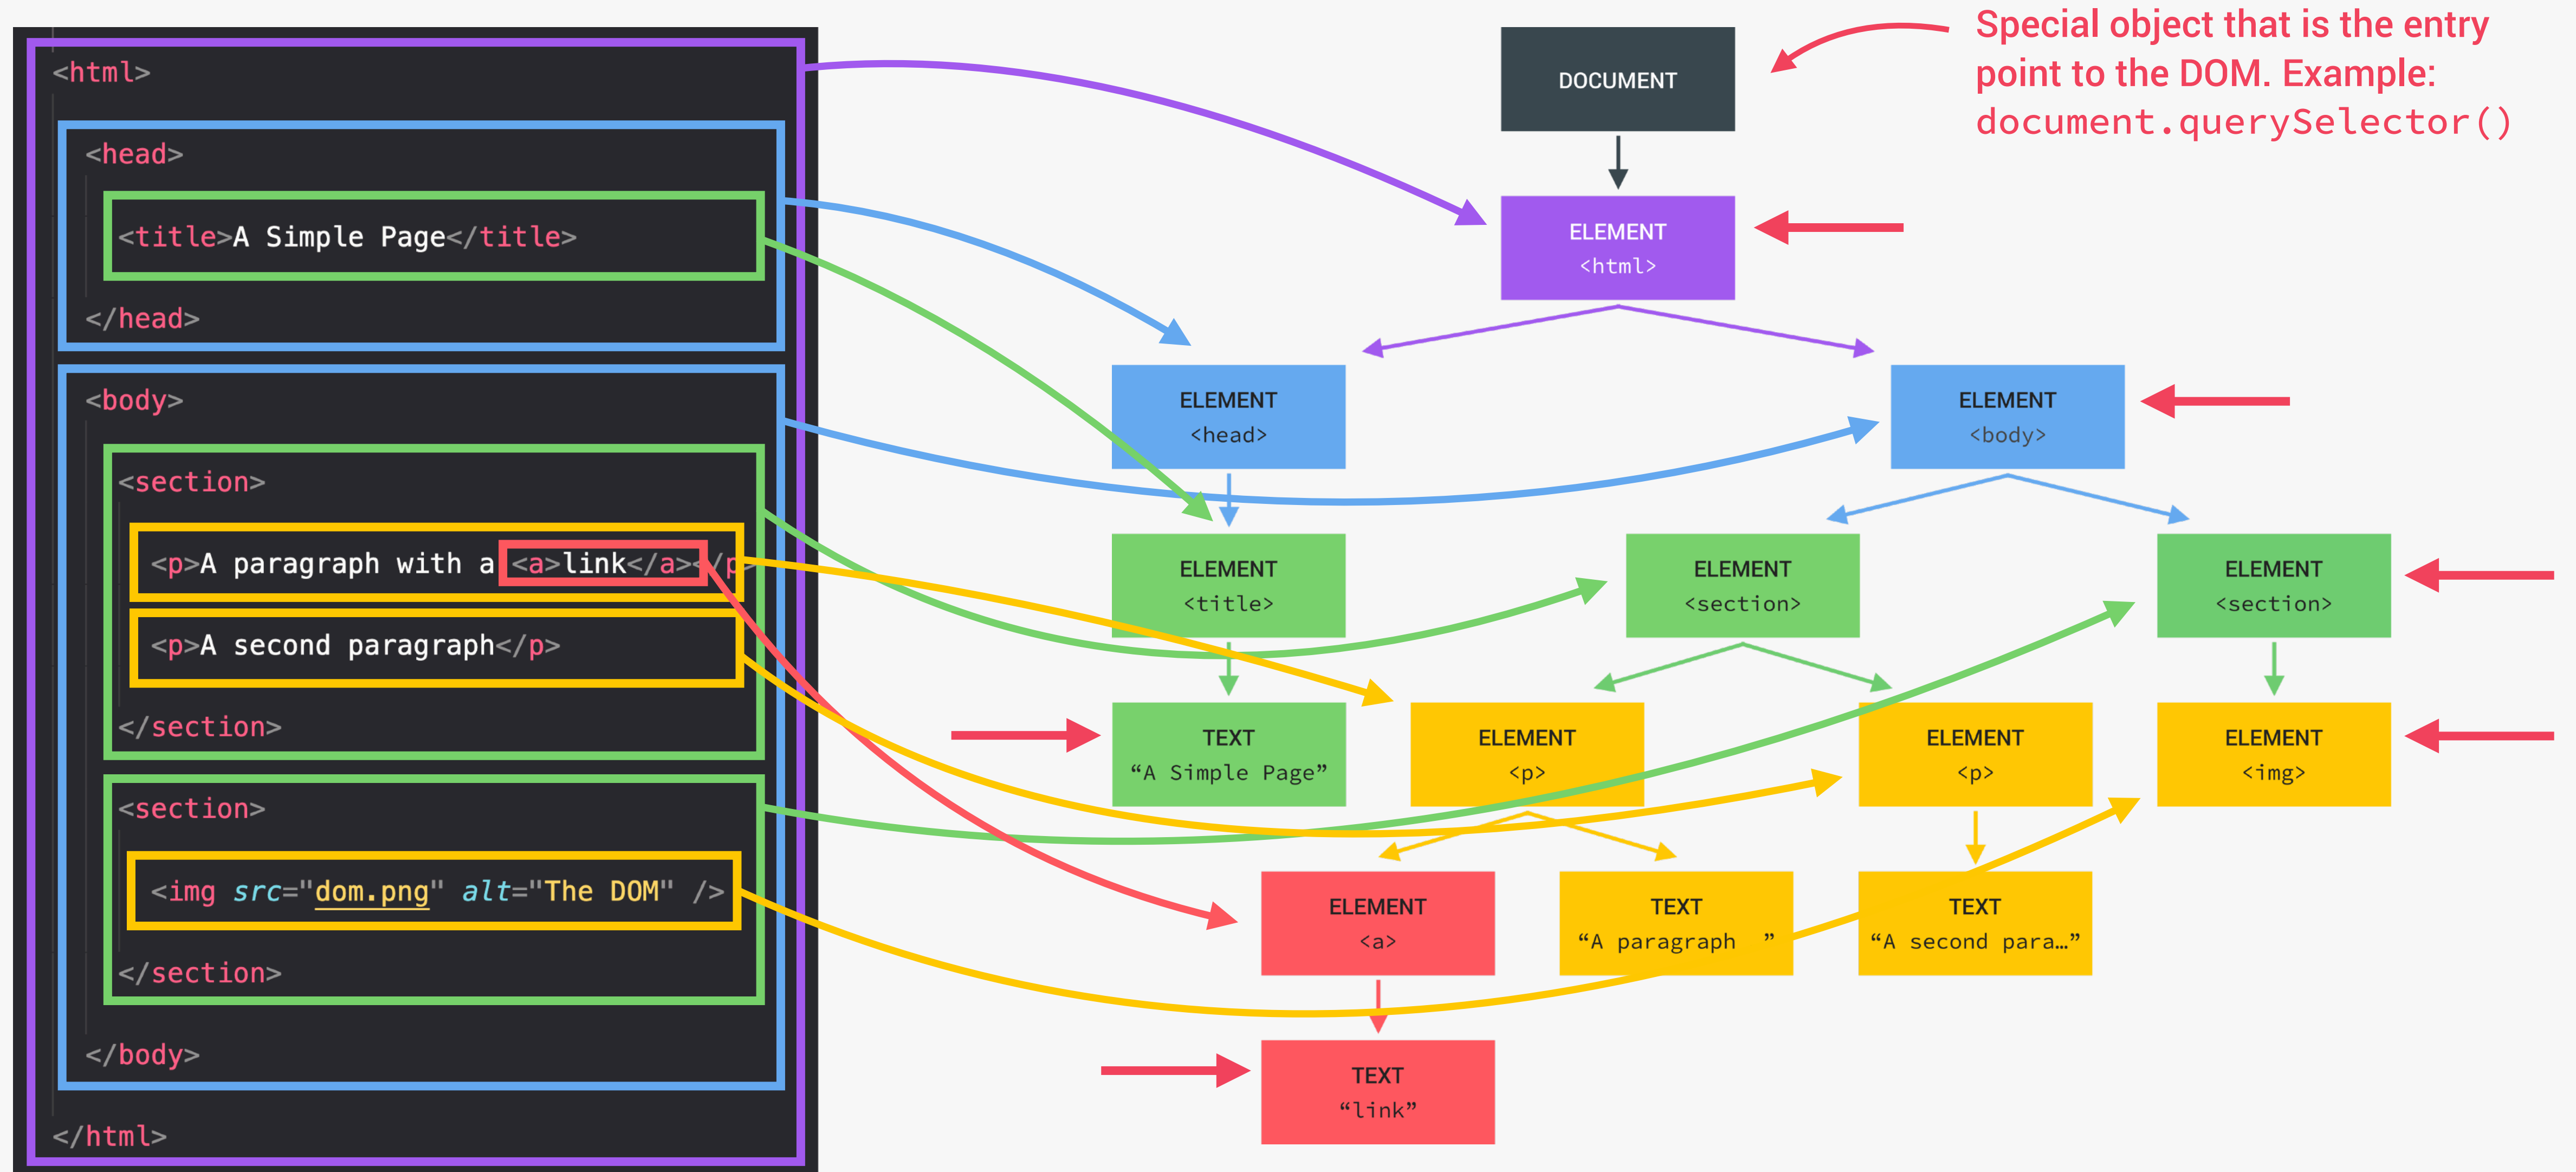 <html>
<head>
<title>A Simple Page</title>
</head>
<body>
<section>
<p>A paragraph with a <a>link</a></p>
<p>A second paragraph</p>
</section>
<section>
<img src="dom.png" alt="The DOM" />
</section>
</body>
</html>
Special object that is the entry
point to the DOM. Example:
document.querySelector()
DOCUMENT
ELEMENT
<html>
ELEMENT
<head>
ELEMENT
<body>
ELEMENT
<title>
ELEMENT
<section>
ELEMENT
<section>
TEXT
“A Simple Page”
ELEMENT
<p>
ELEMENT
<p>
ELEMENT
<img>
ELEMENT
<a>
TEXT
“A paragraph ”
TEXT
“A second para…”
TEXT
“link”